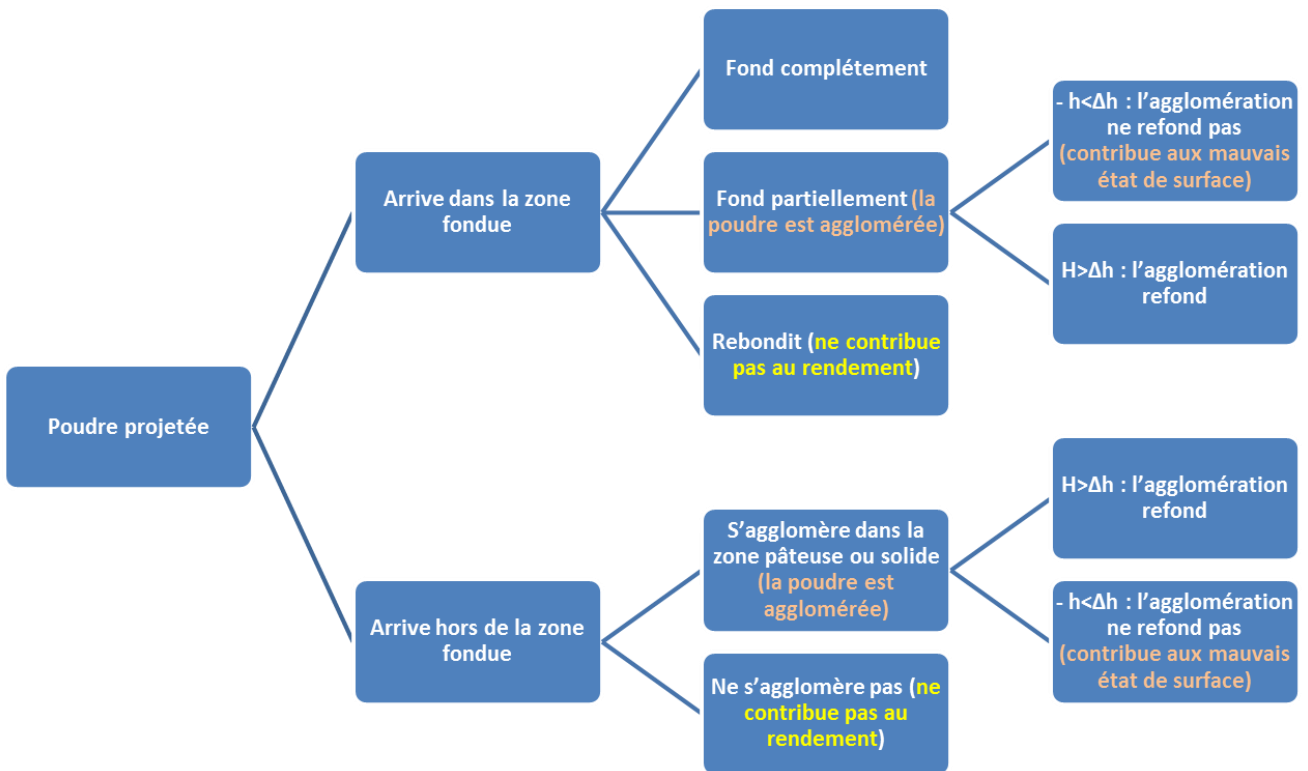 Poudre projetée
Arrive dans la zone
fondue
Fond complétement
Fond partiellement (la
poudre est agglomérée)
- h<Δh : l’agglomération
ne refond pas
(contribue aux mauvais
état de surface)
H>Δh : l’agglomération
refond
Rebondit (ne contribue
pas au rendement)
Arrive hors de la zone
fondue
S’agglomère dans la
zone pâteuse ou solide
(la poudre est
agglomérée)
H>Δh : l’agglomération
refond
- h<Δh : l’agglomération
ne refond pas
(contribue aux mauvais
état de surface)
Ne s’agglomère pas (ne
contribue pas au
rendement)